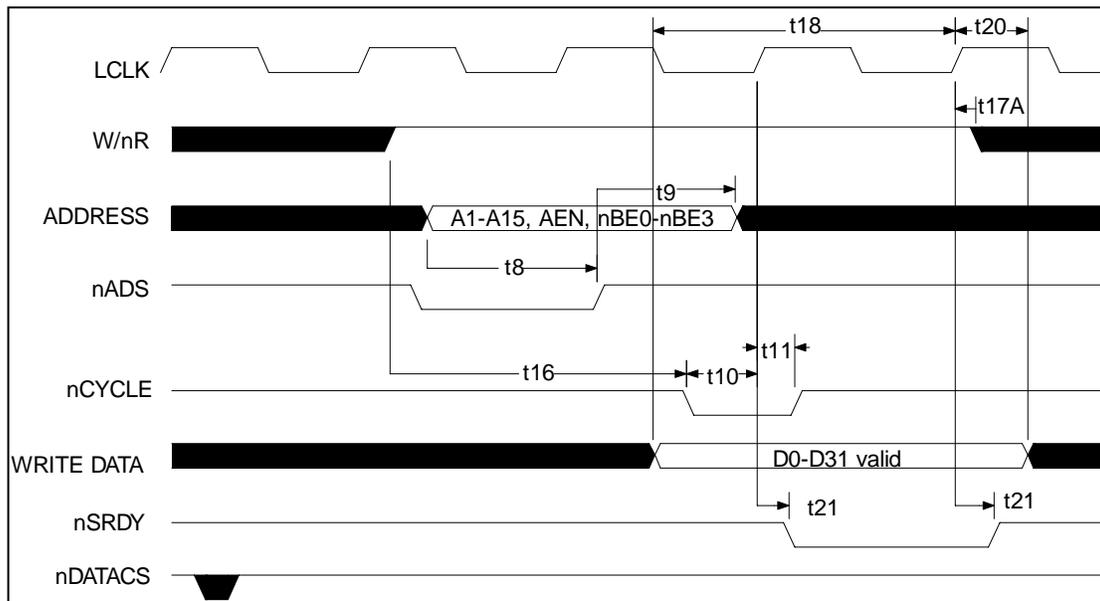 t18
t20
LCLK
t17A
W/nR
t9
ADDRESS
A1-A15, AEN, nBE0-nBE3
t8
nADS
t11
t16
t10
nCYCLE
WRITE DATA
D0-D31 valid
t21
t21
nSRDY
nDATACS